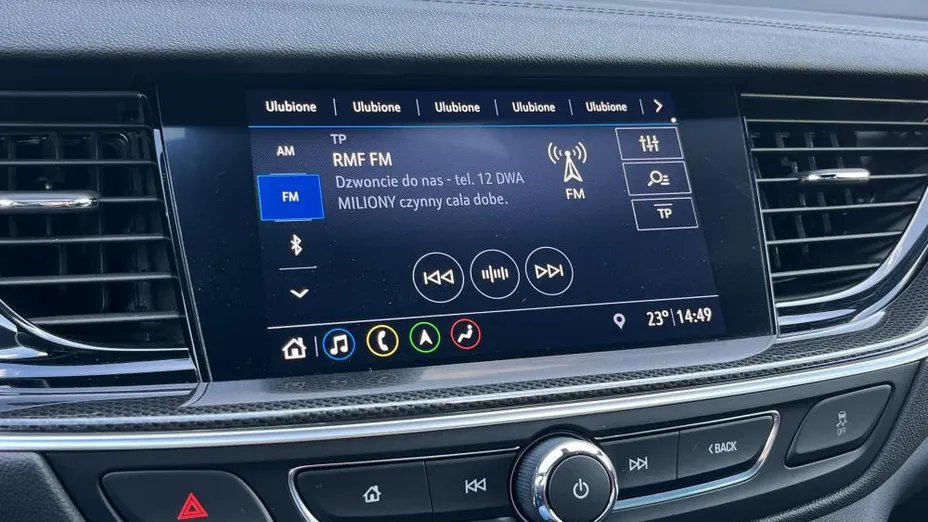 Ulubione Ulubione Ulubione Ulubione Ulubione
TP
AM
RMF FM
Dzwoncie do nas - tel. 12 DWA
MILIONY czynny cala dobe.
FM
FM
TP
23° 14:49
BACK
OFF